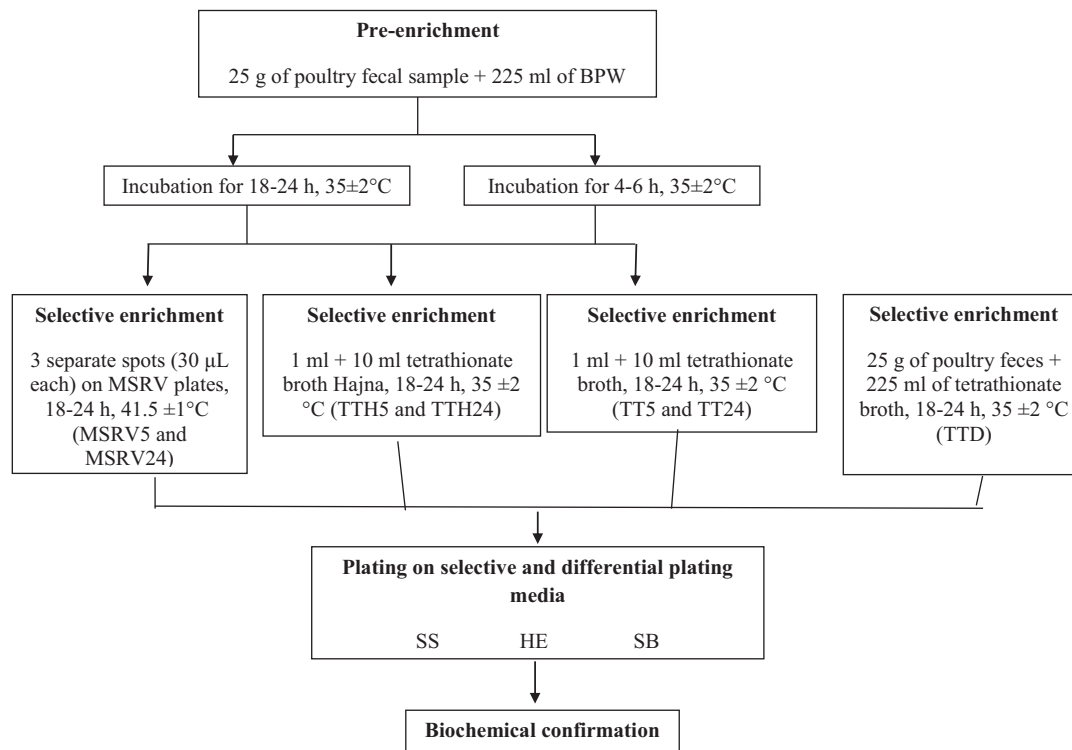 Pre-enrichment
25 g of poultry fecal sample + 225 ml of BPW
Incubation for 18-24 h, 35±2°C
Incubation for 4-6 h, 35±2°C
Selective enrichment
3 separate spots (30 µL
each) on MSRV plates,
18-24 h, 41.5 ±1°C
(MSRV5 and
MSRV24)
Selective enrichment
1 ml + 10 ml tetrathionate
broth Hajna, 18-24 h, 35 ±2
°C (TTH5 and TTH24)
Selective enrichment
1 ml + 10 ml tetrathionate
broth, 18-24 h, 35 ±2 °C
(TT5 and TT24)
Selective enrichment
25 g of poultry feces +
225 ml of tetrathionate
broth, 18-24 h, 35 ±2 °C
(TTD)
Plating on selective and differential plating
media
SS HE SB
Biochemical confirmation